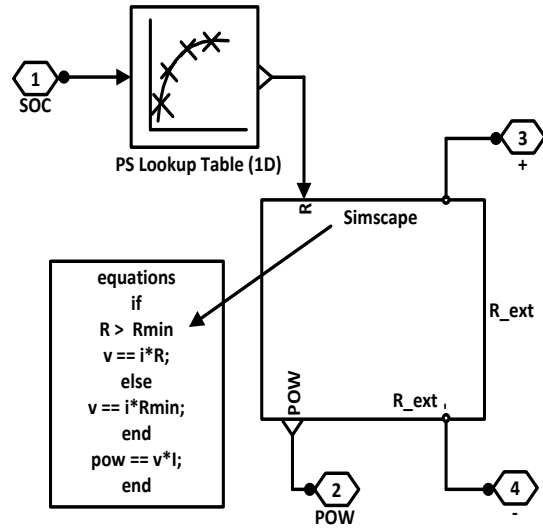 1
SOC
PS Lookup Table (1D)
3
+
R
Simscape
equations
if
R > Rmin
v == i*R;
else
v == i*Rmin;
end
pow == v*I;
end
R_ext
R_ext
POW
2
POW
4
-